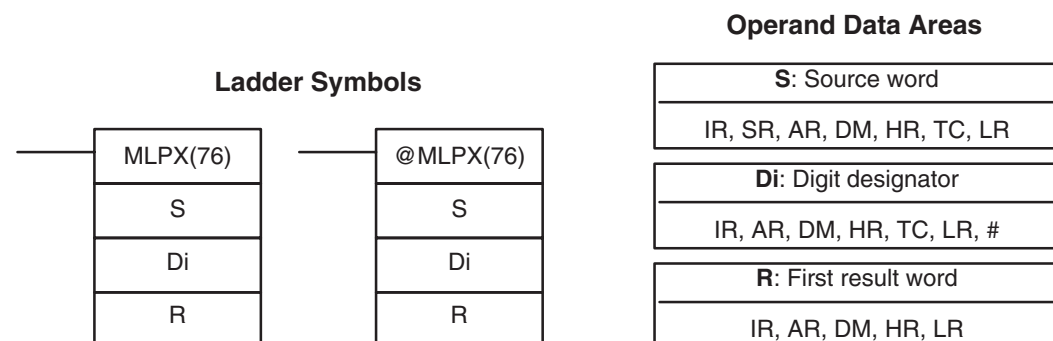 Operand Data Areas
Ladder Symbols
S: Source word
IR, SR, AR, DM, HR, TC, LR
MLPX(76)
@MLPX(76)
Di: Digit designator
S
S
IR, AR, DM, HR, TC, LR, #
Di
Di
R: First result word
R
R
IR, AR, DM, HR, LR